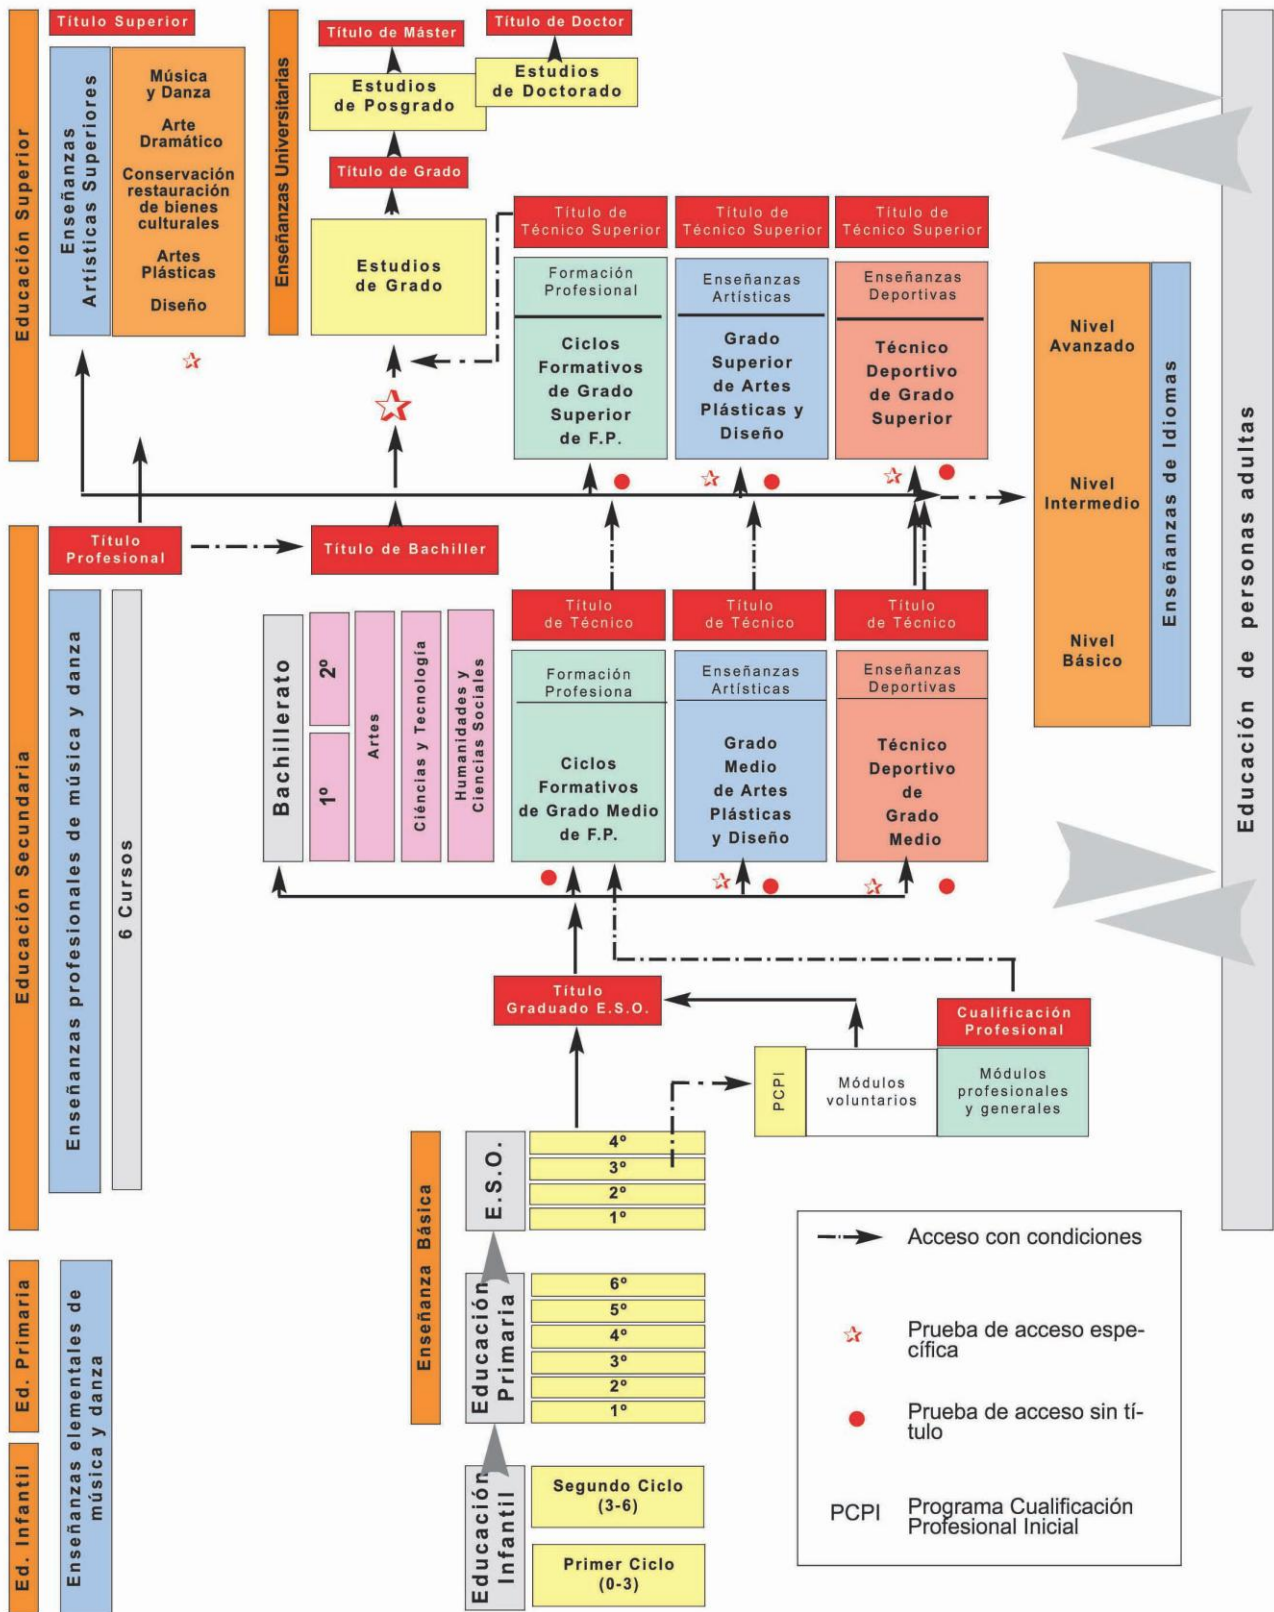 Educación Superior
Título Superior
Enseñanzas
Artísticas Superiores
Música
y Danza
Arte
Dramático
Conservación
restauración
de bienes
culturales
Artes
Plásticas
Diseño
Enseñanzas Universitarias
Título de Máster
Estudios
de Posgrado
Título de Doctor
Estudios
de Doctorado
Título de Grado
Estudios
de Grado
Título de
Técnico Superior
Formación
Profesional
Ciclos
Formativos
de Grado
Superior
de F.P.
Título de
Técnico Superior
Enseñanzas
Artísticas
Grado
Superior
de Artes
Plásticas y
Diseño
Título de
Técnico Superior
Enseñanzas
Deportivas
Técnico
Deportivo
de Grado
Superior
Nivel
Avanzado
Nivel
Intermedio
Nivel
Básico
Enseñanzas de Idiomas
Educación de personas adultas
Educación Secundaria
Título
Profesional
Título de Bachiller
Enseñanzas profesionales de música y danza
6 Cursos
Bachillerato
2º
1º
Artes
Ciéncias y Tecnología
Humanidades y
Ciencias Sociales
Título
de Técnico
Formación
Profesiona
Ciclos
Formativos
de Grado Medio
de F.P.
Título
de Técnico
Enseñanzas
Artísticas
Grado
Medio
de Artes
Plásticas
y Diseño
Título
de Técnico
Enseñanzas
Deportivas
Técnico
Deportivo
de
Grado
Medio
Título
Graduado E.S.O.
Cualificación
Profesional
PCPI
Módulos
voluntarios
Módulos
profesionales
y generales
Enseñanza Básica
E.S.O.
4º
3º
2º
1º
Educación
Primaria
6º
5º
4º
3º
2º
1º
Educación
Infantil
Segundo Ciclo
(3-6)
Primer Ciclo
(0-3)
Ed. Primaria
Ed. Infantil
Enseñanzas elementales de
música y danza
Acceso con condiciones
Prueba de acceso espe-
cífica
Prueba de acceso sin tí-
tulo
PCPI
Programa Cualificación
Profesional Inicial